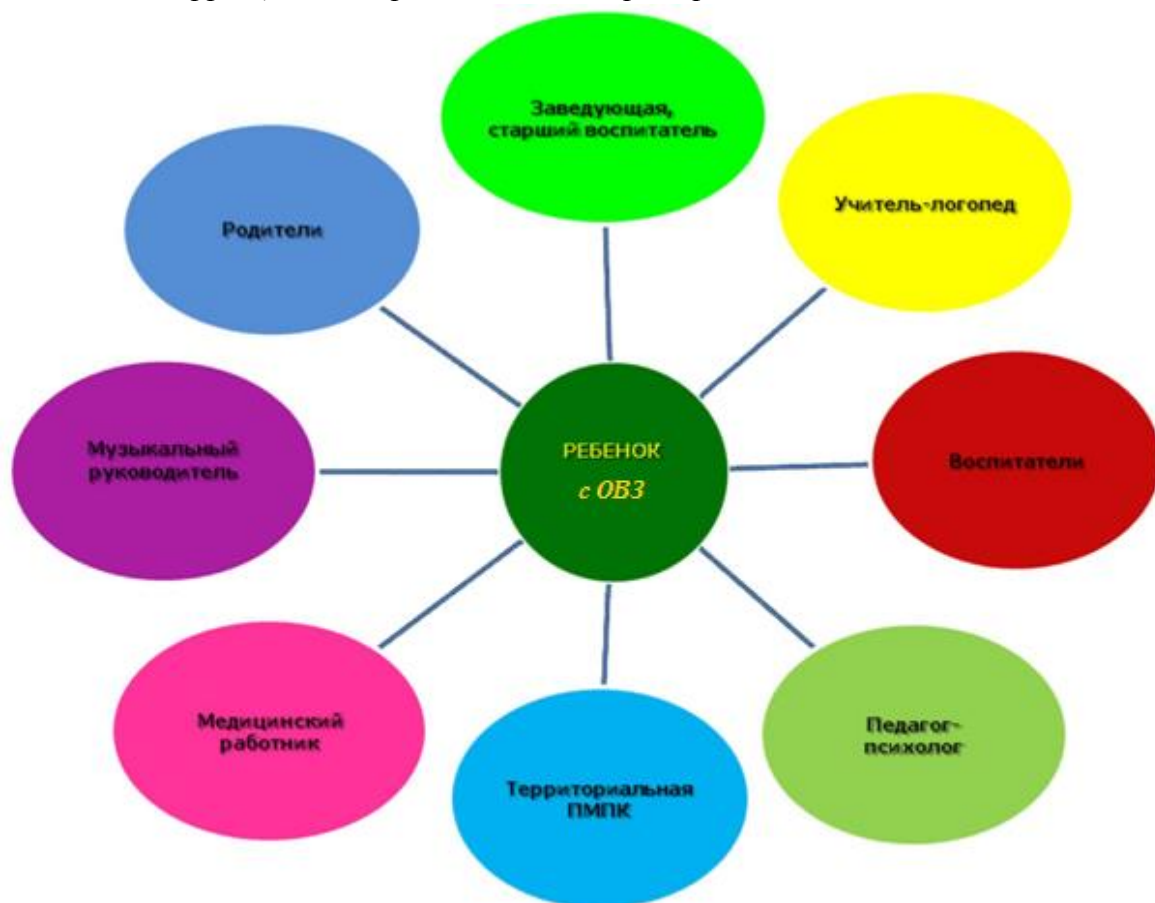 Заведующая,
старший воспитатель
Учитель-логопед
Родители
Музыкальный
руководитель
РЕБЕНОК
с ОВЗ
Воспитатели
Медицинский
работник
Территориальная
ПМПК
Педагог-
психолог